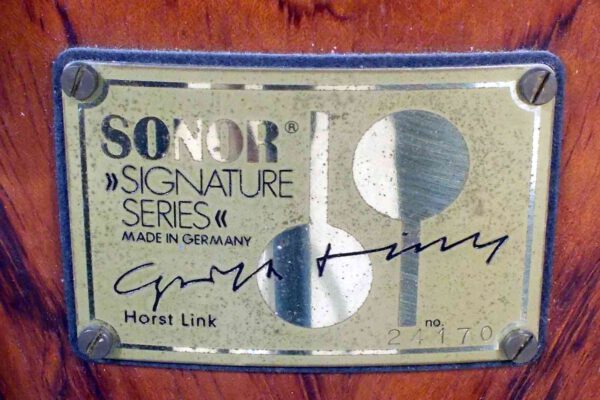 SONOR®
»SIGNATURE
SERIES«
MADE IN GERMANY
Horst Link
no.
24170